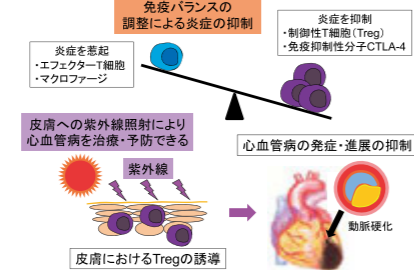 免疫バランスの
調整による炎症の抑制
炎症を惹起
・エフェクターT細胞
・マクロファージ
炎症を抑制
・制御性T細胞(Treg)
・免疫抑制性分子CTLA-4
皮膚への紫外線照射により
心血管病を治療・予防できる
紫外線
皮膚におけるTregの誘導
心血管病の発症・進展の抑制
動脈硬化